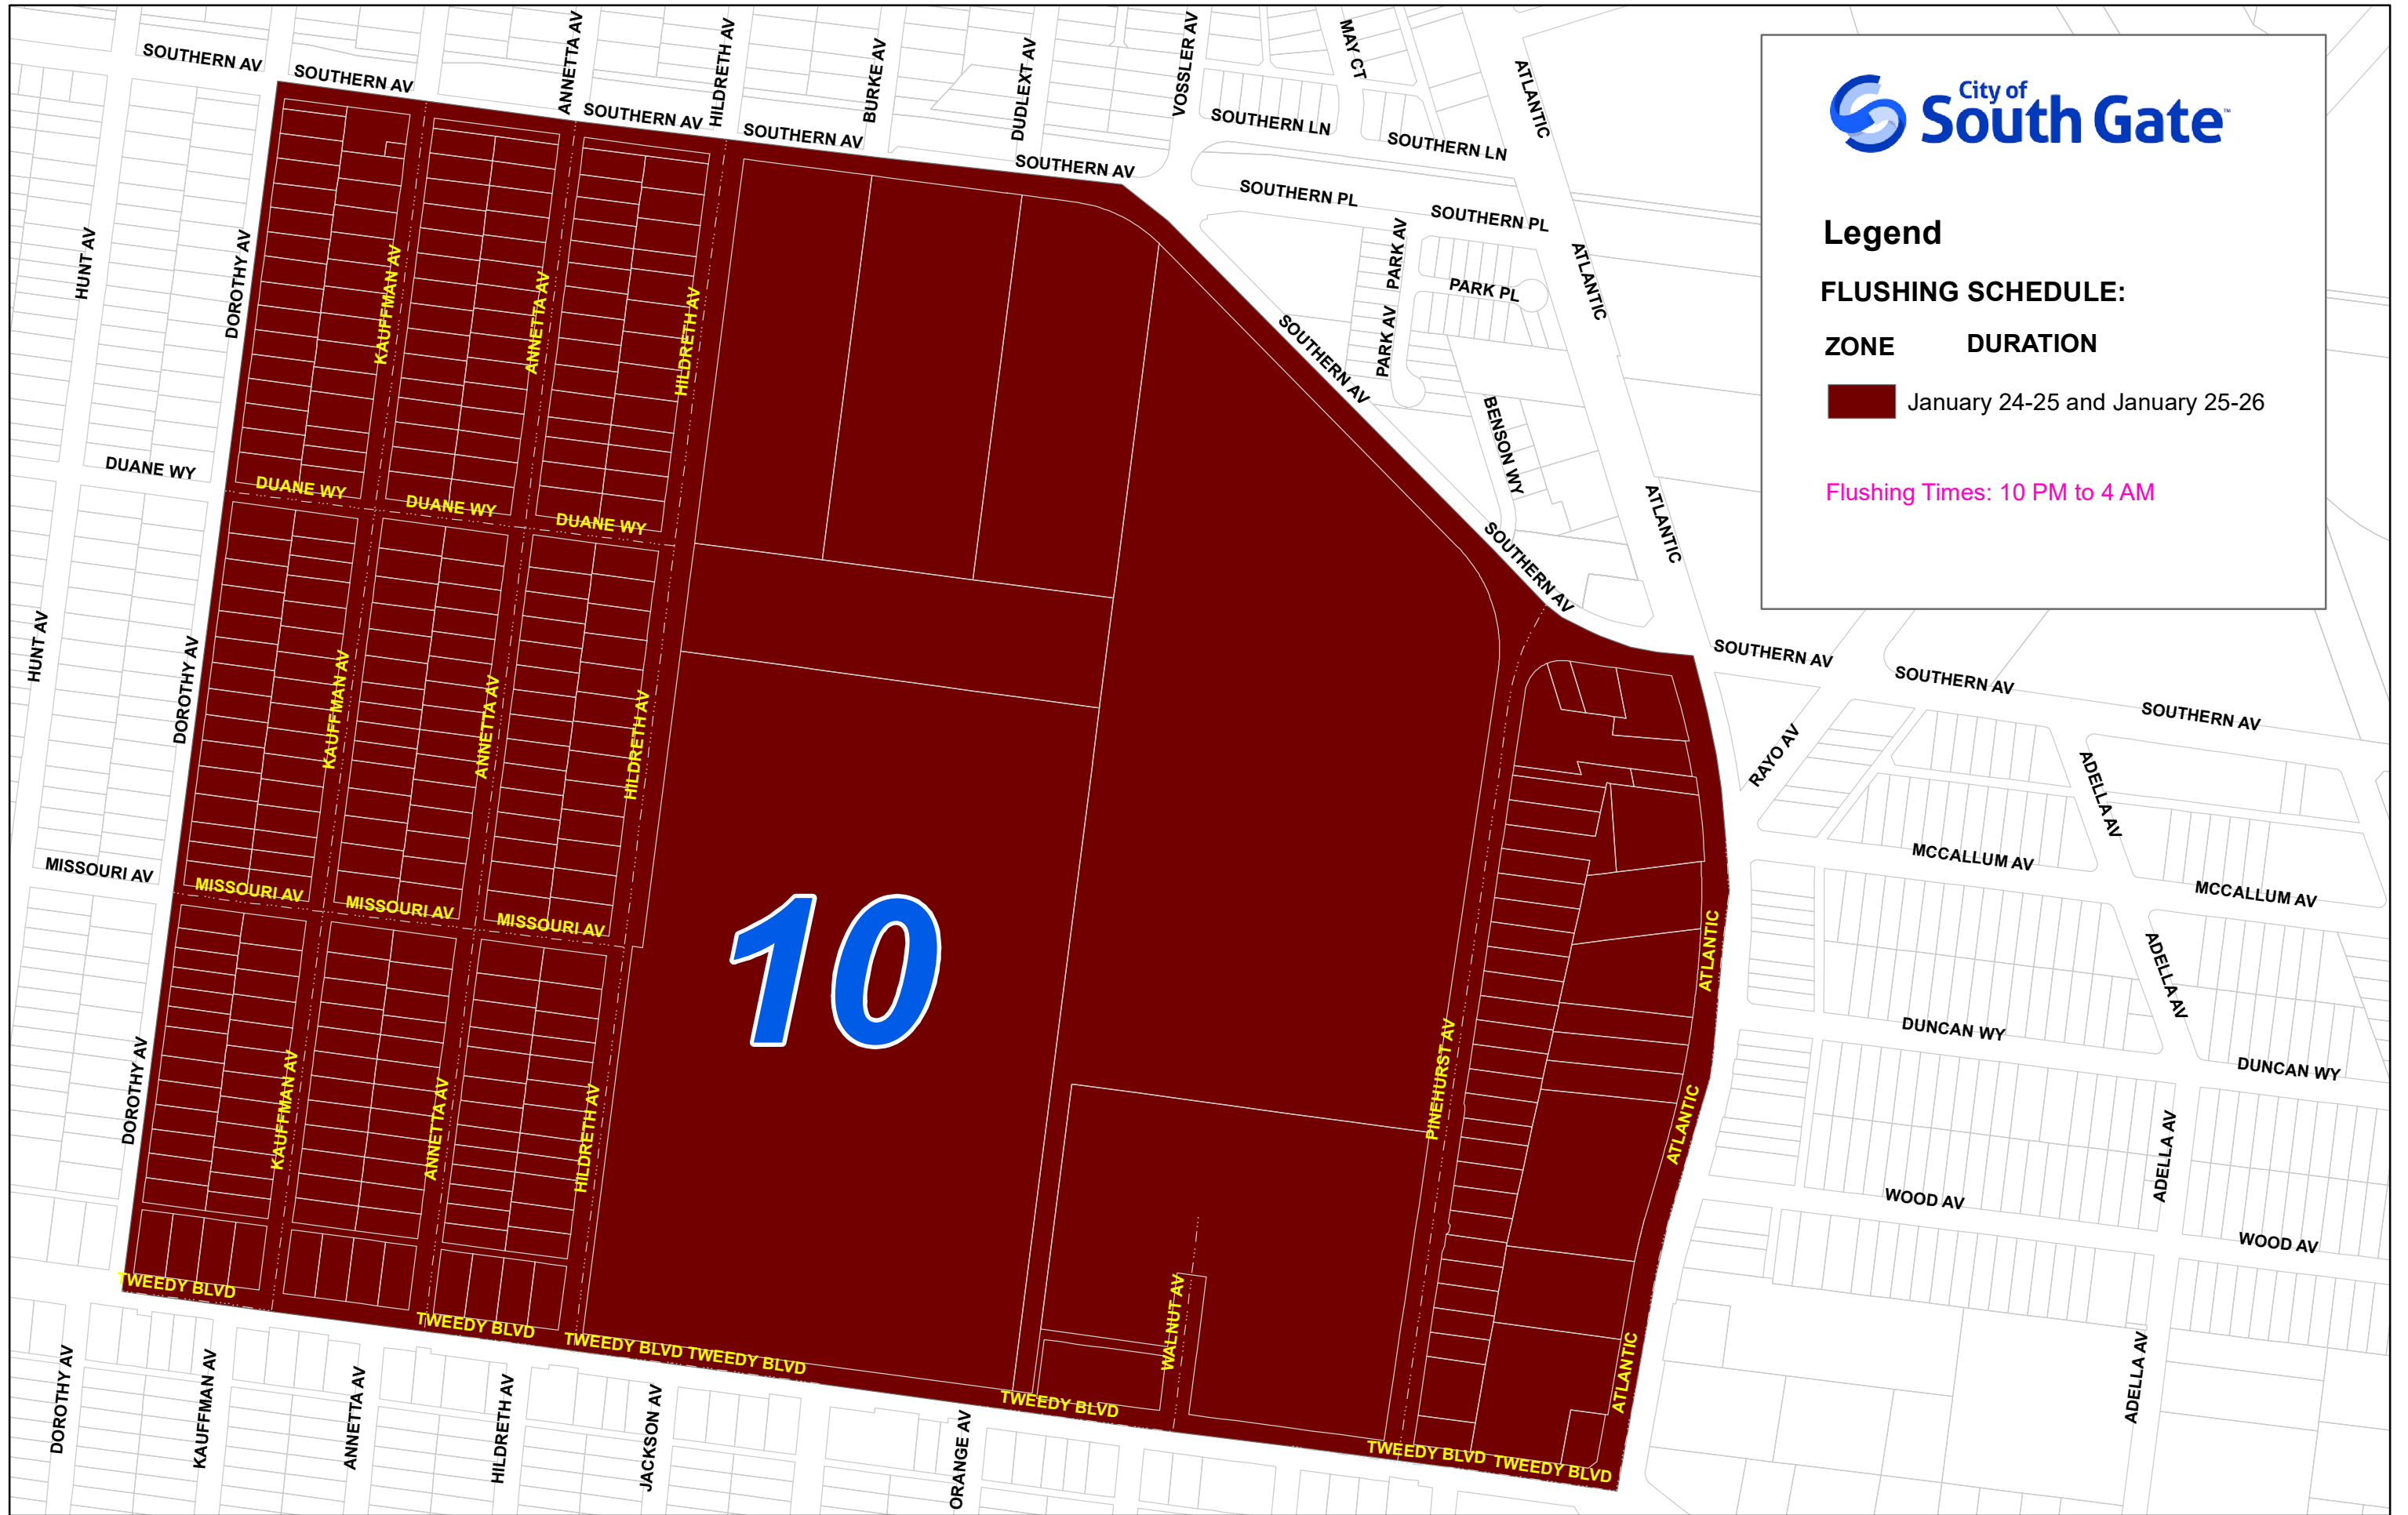 City of
South Gate™
Legend
FLUSHING SCHEDULE:
ZONE DURATION
January 24-25 and January 25-26
Flushing Times: 10 PM to 4 AM
10
SOUTHERN AV
SOUTHERN AV
ANNETTA AV
SOUTHERN AV
HILDRETH AV
SOUTHERN AV
BURKE AV
DUDLEXT AV
SOUTHERN AV
VOSSLER AV
SOUTHERN LN
MAY CT
SOUTHERN LN
ATLANTIC
SOUTHERN PL
SOUTHERN PL
PARK AV
PARK PL
PARK AV
ATLANTIC
SOUTHERN AV
BENSON WY
ATLANTIC
SOUTHERN AV
HUNT AV
DOROTHY AV
KAUFFMAN AV
ANNETTA AV
HILDRETH AV
DUANE WY
DUANE WY
DUANE WY
DUANE WY
HUNT AV
DOROTHY AV
KAUFFMAN AV
ANNETTA AV
HILDRETH AV
SOUTHERN AV
SOUTHERN AV
SOUTHERN AV
RAYO AV
ADELLA AV
MISSOURI AV
MISSOURI AV
MISSOURI AV
MISSOURI AV
MCCALLUM AV
MCCALLUM AV
ATLANTIC
ADELLA AV
DUNCAN WY
DUNCAN WY
DOROTHY AV
KAUFFMAN AV
ANNETTA AV
HILDRETH AV
PINEHURST AV
ATLANTIC
ADELLA AV
WOOD AV
WOOD AV
TWEEDY BLVD
TWEEDY BLVD
TWEEDY BLVD
TWEEDY BLVD
WALNUT AV
TWEEDY BLVD
ATLANTIC
TWEEDY BLVD
TWEEDY BLVD
DOROTHY AV
KAUFFMAN AV
ANNETTA AV
HILDRETH AV
JACKSON AV
ORANGE AV
ADELLA AV